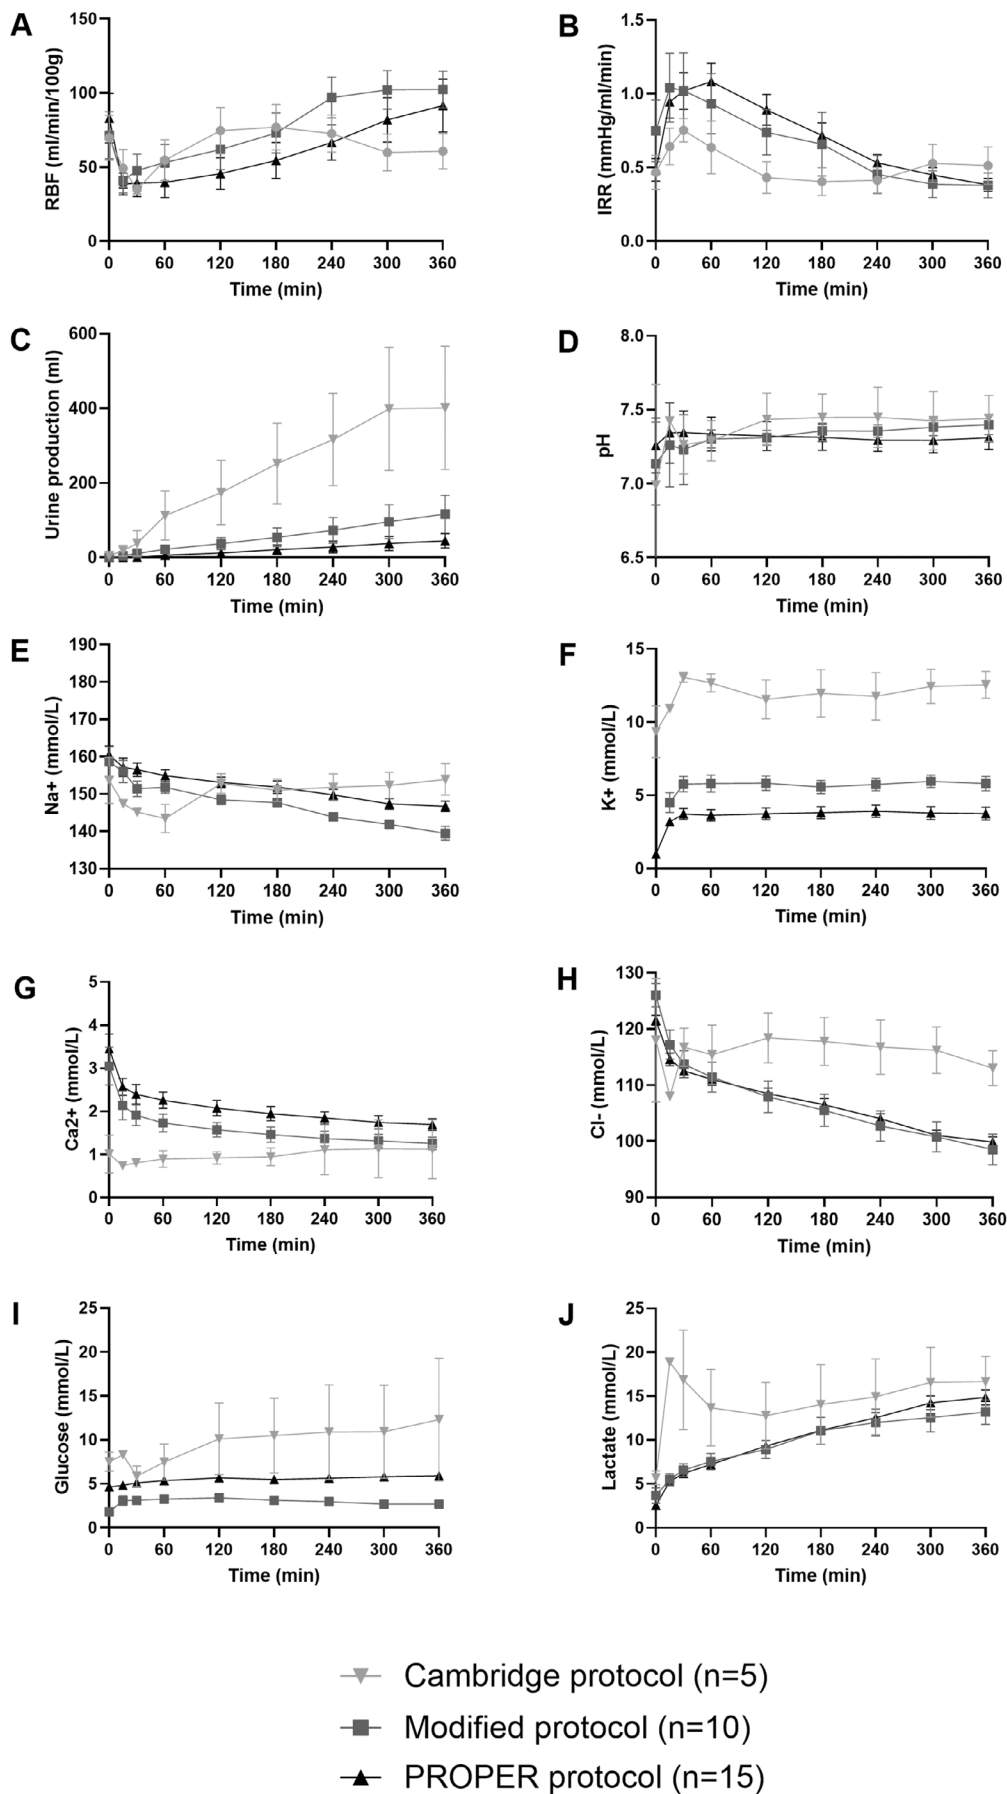 A
RBF (ml/min/100g)
150
100
50
0
0 60 120 180 240 300 360
Time (min)
B
IRR (mmHg/ml/min)
1.5
1.0
0.5
0.0
0 60 120 180 240 300 360
Time (min)
C
Urine production (ml)
600
400
200
0
0 60 120 180 240 300 360
Time (min)
D
pH
8.0
7.5
7.0
6.5
0 60 120 180 240 300 360
Time (min)
E
Na+ (mmol/L)
190
180
170
160
150
140
130
0 60 120 180 240 300 360
Time (min)
F
K+ (mmol/L)
15
10
5
0
0 60 120 180 240 300 360
Time (min)
G
Ca2+ (mmol/L)
5
4
3
2
1
0
0 60 120 180 240 300 360
Time (min)
H
Cl- (mmol/L)
130
120
110
100
90
0 60 120 180 240 300 360
Time (min)
I
Glucose (mmol/L)
25
20
15
10
5
0
0 60 120 180 240 300 360
Time (min)
J
Lactate (mmol/L)
25
20
15
10
5
0
0 60 120 180 240 300 360
Time (min)
Cambridge protocol (n=5)
Modified protocol (n=10)
PROPER protocol (n=15)